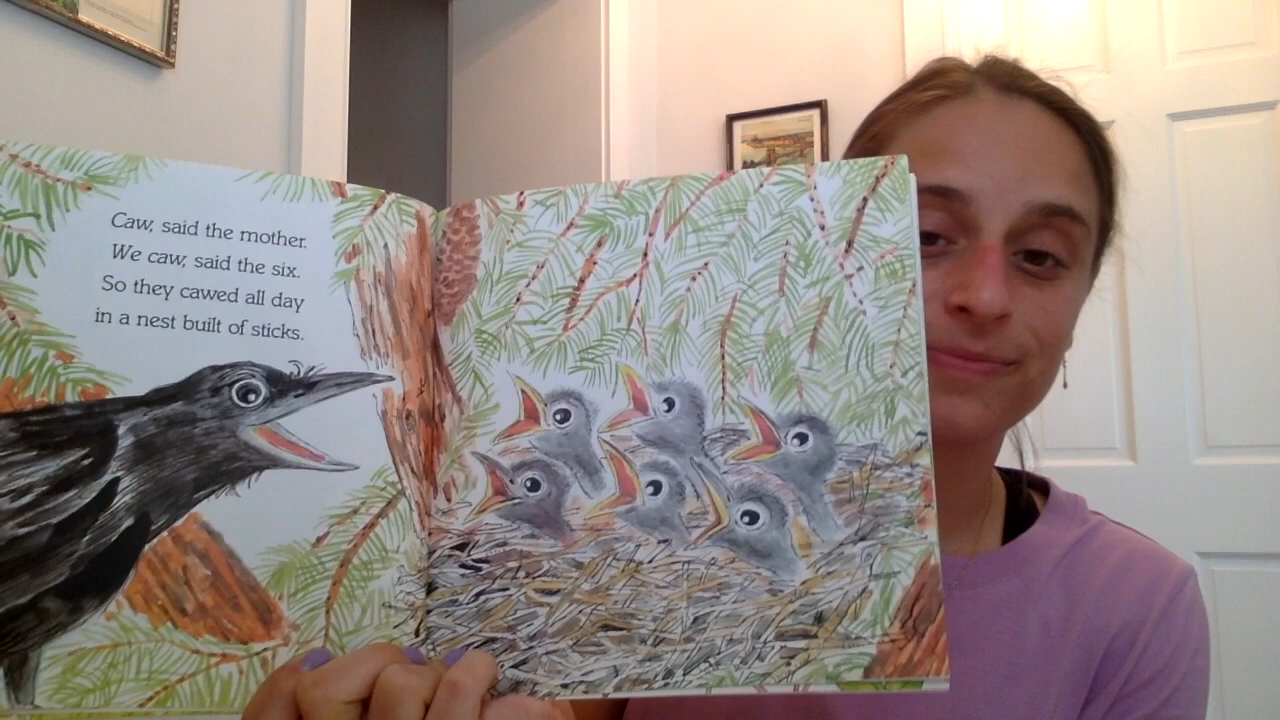 Caw, said the mother.
We caw, said the six.
So they cawed all day
in a nest built of sticks.